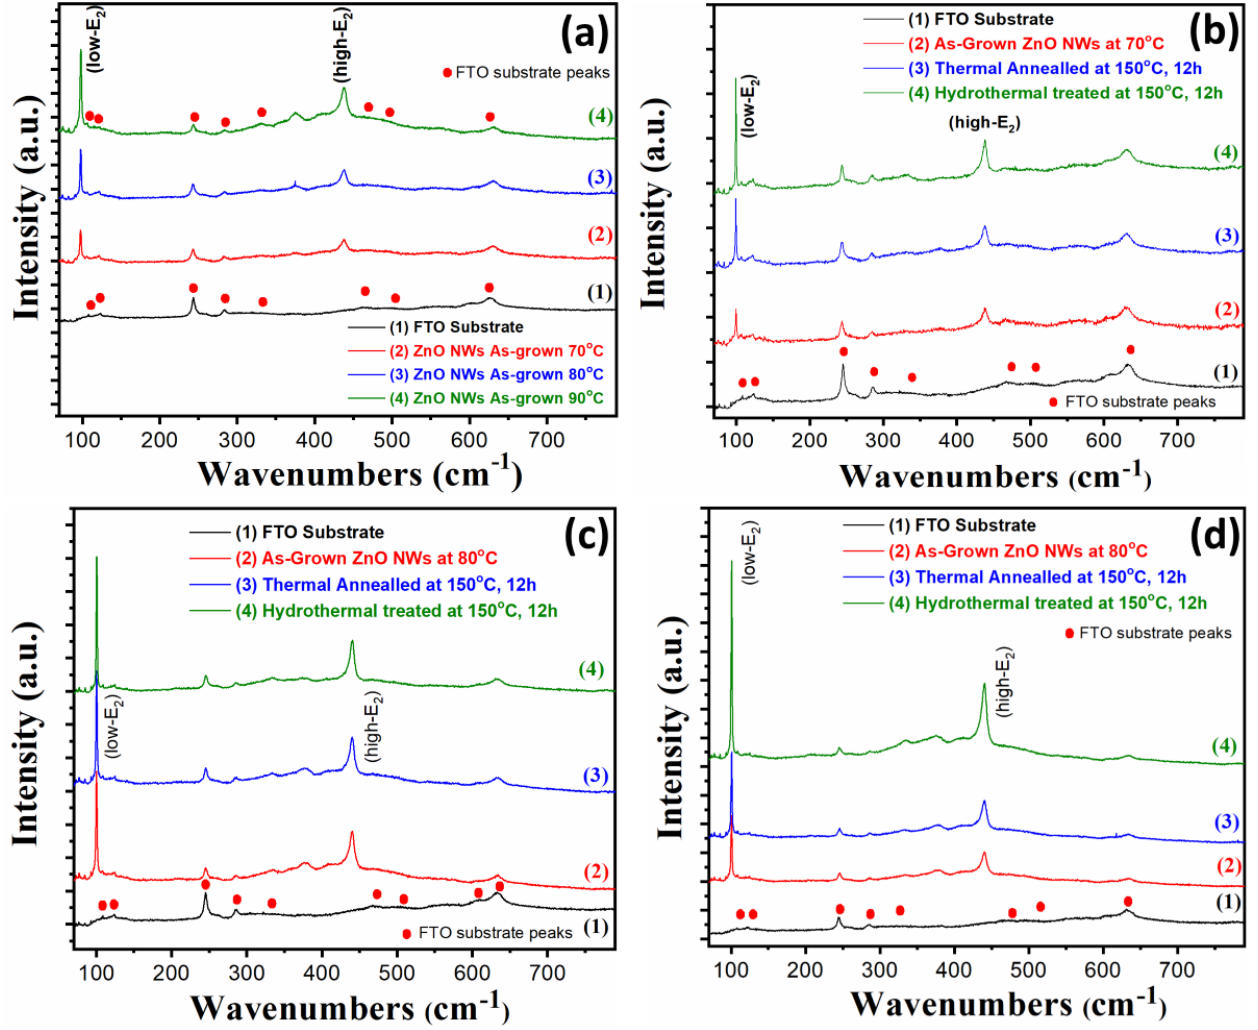 (a)
(low-E2)
(high-E2)
FTO substrate peaks
(4)
(3)
(2)
(1)
(1) FTO Substrate
(2) ZnO NWs As-grown 70°C
(3) ZnO NWs As-grown 80°C
(4) ZnO NWs As-grown 90°C
Intensity (a.u.)
100 200 300 400 500 600 700
Wavenumbers (cm-1)
(b)
(1) FTO Substrate
(2) As-Grown ZnO NWs at 70°C
(3) Thermal Annealled at 150°C, 12h
(4) Hydrothermal treated at 150°C, 12h
(low-E2)
(high-E2)
(4)
(3)
(2)
(1)
FTO substrate peaks
Intensity (a.u.)
100 200 300 400 500 600 700
Wavenumbers (cm-1)
(c)
(1) FTO Substrate
(2) As-Grown ZnO NWs at 80°C
(3) Thermal Annealled at 150°C, 12h
(4) Hydrothermal treated at 150°C, 12h
(4)
(low-E2)
(high-E2)
(3)
(2)
(1)
FTO substrate peaks
Intensity (a.u.)
100 200 300 400 500 600 700
Wavenumbers (cm-1)
(d)
(1) FTO Substrate
(2) As-Grown ZnO NWs at 80°C
(3) Thermal Annealled at 150°C, 12h
(4) Hydrothermal treated at 150°C, 12h
FTO substrate peaks
(low-E2)
(high-E2)
(4)
(3)
(2)
(1)
Intensity (a.u.)
100 200 300 400 500 600 700
Wavenumbers (cm-1)